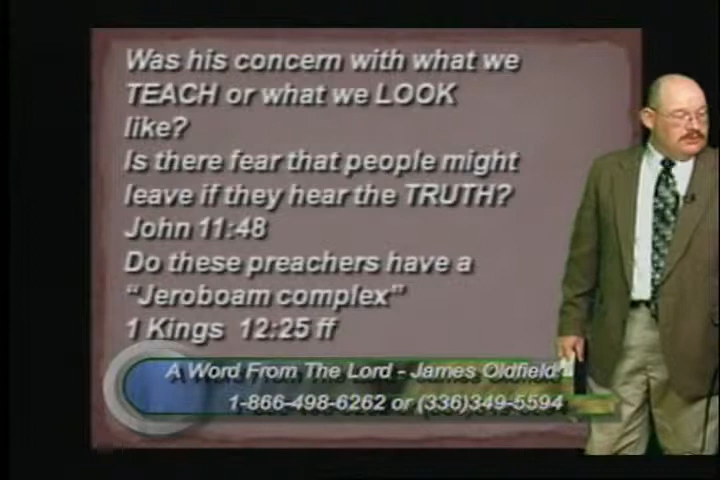 Was his concern with what we
TEACH or what we LOOK
like?
Is there fear that people might
leave if they hear the TRUTH?
John 11:48
Do these preachers have a
“Jeroboam complex”
1 Kings 12:25 ff
A Word From The Lord - James Oldfield
1-866-498-6262 or (336)349-5594